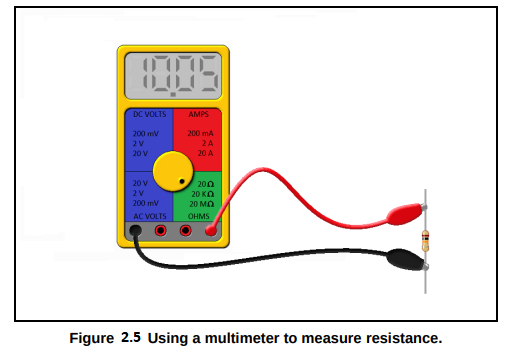 10.05
DC VOLTS AMPS
200 mV 200 mA
2 V 2 A
20 V 20 A
20 V 20Ω
2 V 20 KΩ
200 mV 20 MΩ
AC VOLTS OHMS
Figure 2.5 Using a multimeter to measure resistance.